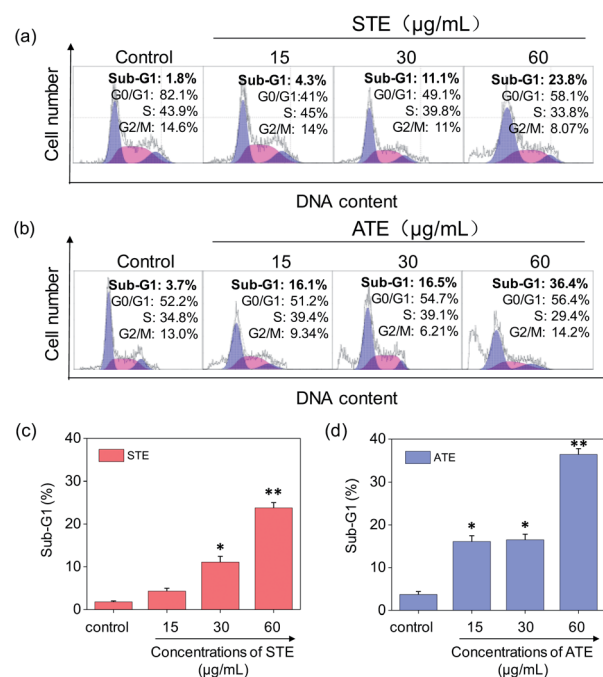 (a)
STE（µg/mL）
Control
15
30
60
Cell number
Sub-G1: 1.8%
G0/G1: 82.1%
S: 43.9%
G2/M: 14.6%
Sub-G1: 4.3%
G0/G1:41%
S: 45%
G2/M: 14%
Sub-G1: 11.1%
G0/G1: 49.1%
S: 39.8%
G2/M: 11%
Sub-G1: 23.8%
G0/G1: 58.1%
S: 33.8%
G2/M: 8.07%
DNA content
(b)
ATE（µg/mL）
Control
15
30
60
Cell number
Sub-G1: 3.7%
G0/G1: 52.2%
S: 34.8%
G2/M: 13.0%
Sub-G1: 16.1%
G0/G1: 51.2%
S: 39.4%
G2/M: 9.34%
Sub-G1: 16.5%
G0/G1: 54.7%
S: 39.1%
G2/M: 6.21%
Sub-G1: 36.4%
G0/G1: 56.4%
S: 29.4%
G2/M: 14.2%
DNA content
(c)
40
30
20
10
0
Sub-G1 (%)
STE
*
**
control
15
30
60
Concentrations of STE
(µg/mL)
(d)
40
30
20
10
0
Sub-G1 (%)
ATE
*
*
**
control
15
30
60
Concentrations of ATE
(µg/mL)